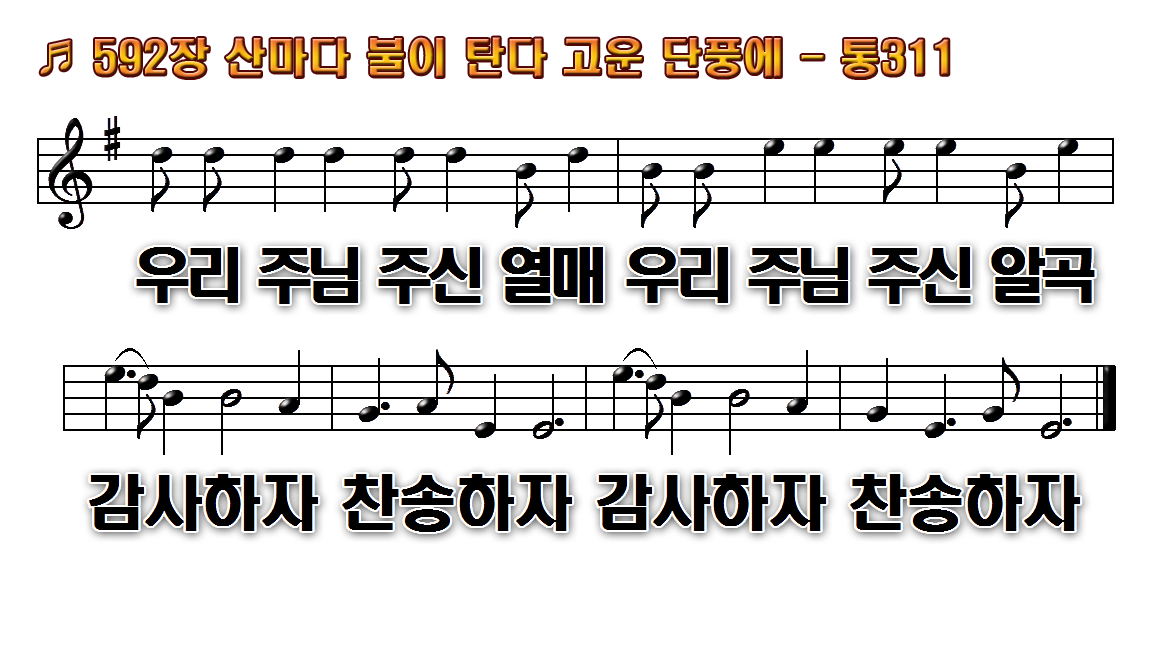 ♬ 592장 산마다 불이 탄다 고운 단풍에 - 통311
우리 주님 주신 열매 우리 주님 주신 알곡
감사하자 찬송하자 감사하자 찬송하자